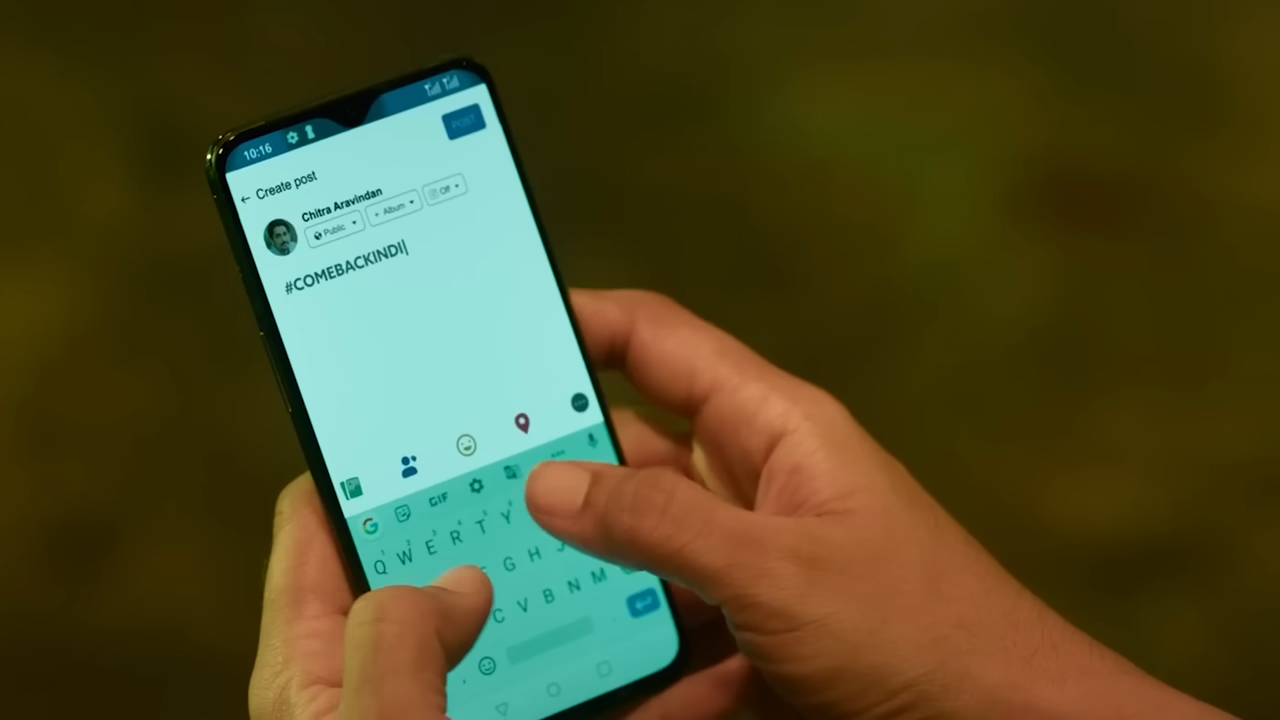 10:16
POST
← Create post
Chitra Aravindan
Public
+ Album
Off
#COMEBACKINDI
GIF
Q W E R T Y
G H
C V B N M